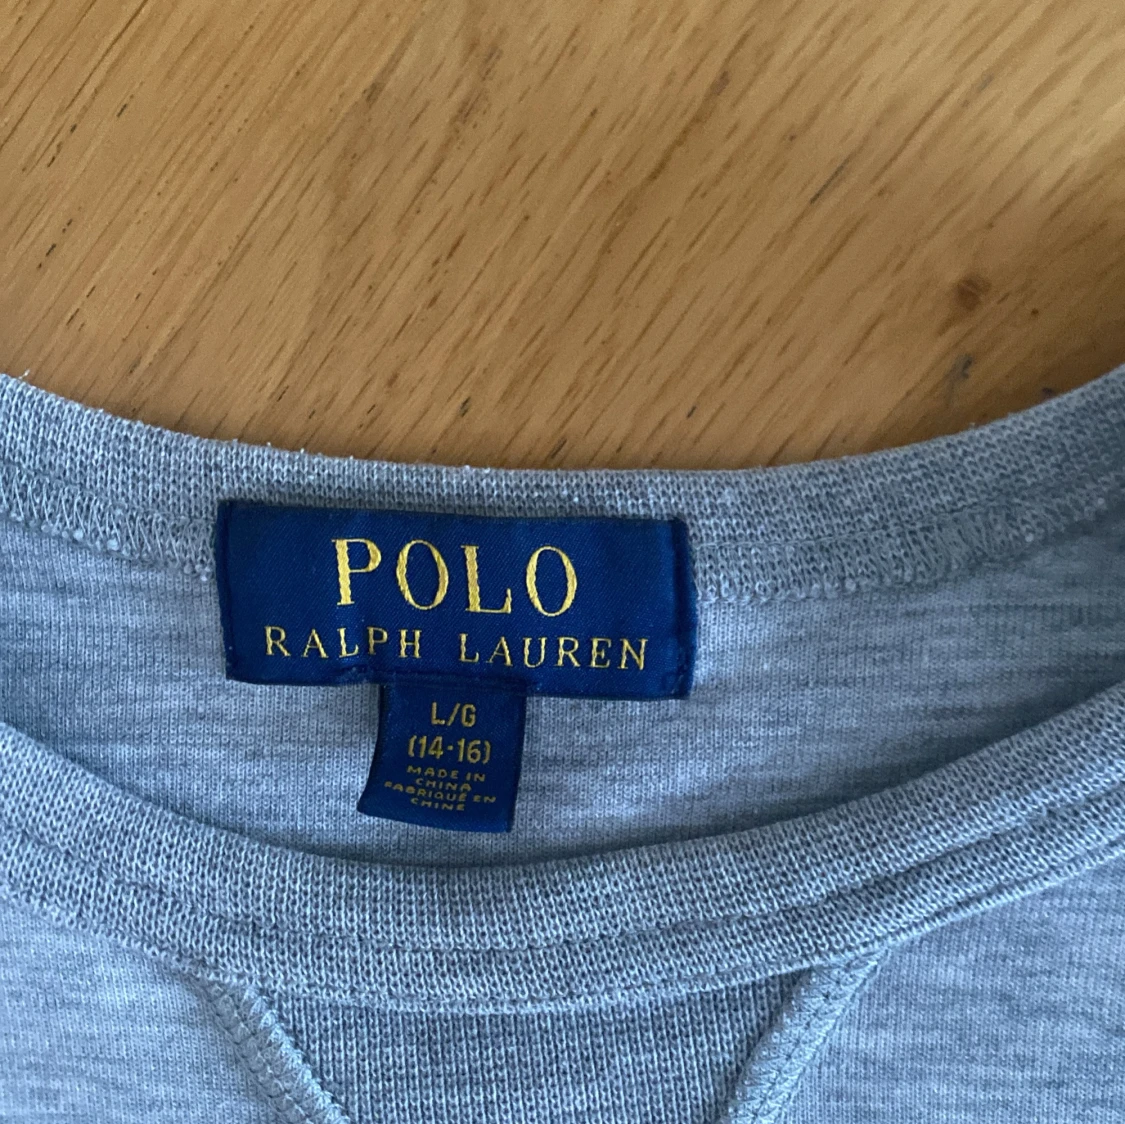 POLO
RALPH LAUREN
L/G
(14-16)
MADE IN
CHINA
FABRIQUÉ EN
CHINE